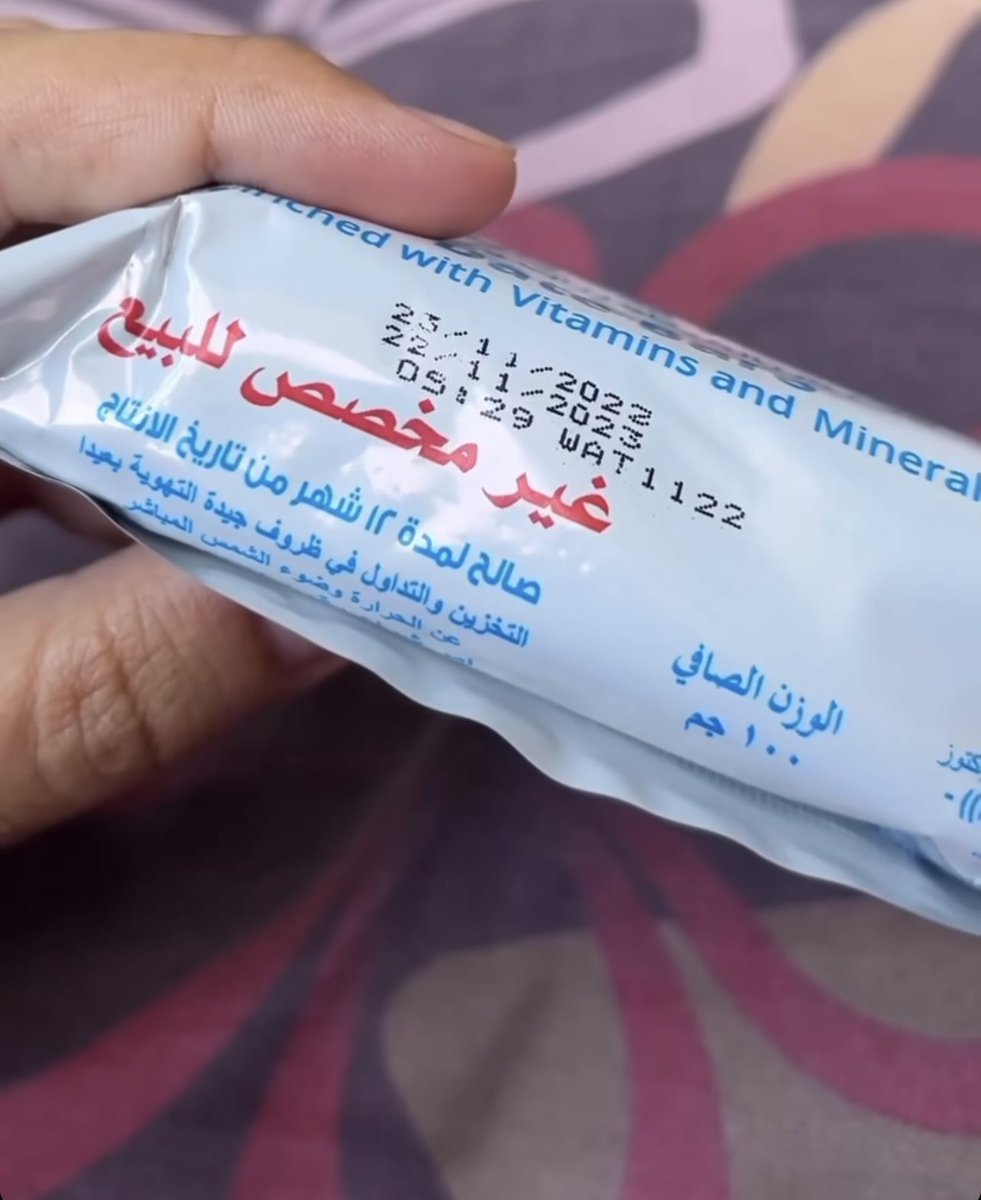 enriched with Vitamins and Mineral
23/11/2022
22/11/2023
09:29 WAT1122
غير مخصص للبيع
صالح لمدة ١٢ شهر من تاريخ الانتاج
التخزين والتداول في ظروف جيدة التهوية بعيدا
عن الحرارة وضوء الشمس المباشر
الوزن الصافي
١٠٠ جم